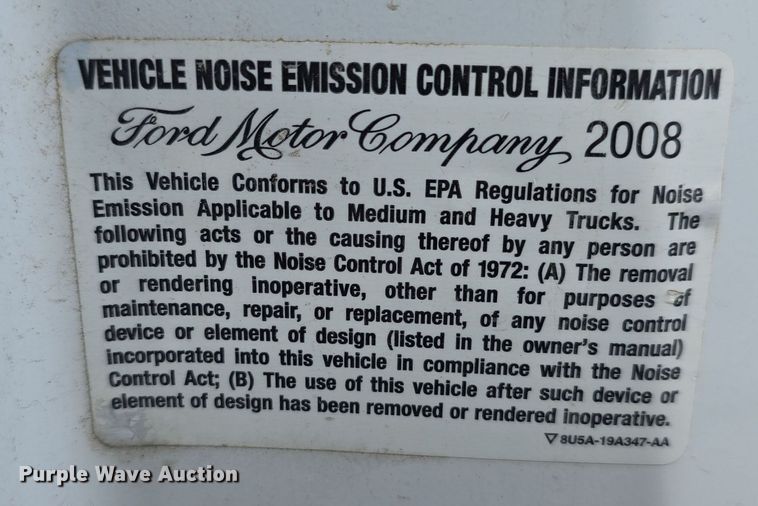 VEHICLE NOISE EMISSION CONTROL INFORMATION
Ford Motor Company 2008
This Vehicle Conforms to U.S. EPA Regulations for Noise
Emission Applicable to Medium and Heavy Trucks. The
following acts or the causing thereof by any person are
prohibited by the Noise Control Act of 1972: (A) The removal
or rendering inoperative, other than for purposes of
maintenance, repair, or replacement, of any noise control
device or element of design (listed in the owner's manual)
incorporated into this vehicle in compliance with the Noise
Control Act; (B) The use of this vehicle after such device or
element of design has been removed or rendered inoperative.
▽ 8U5A-19A347-AA
Purple Wave Auction